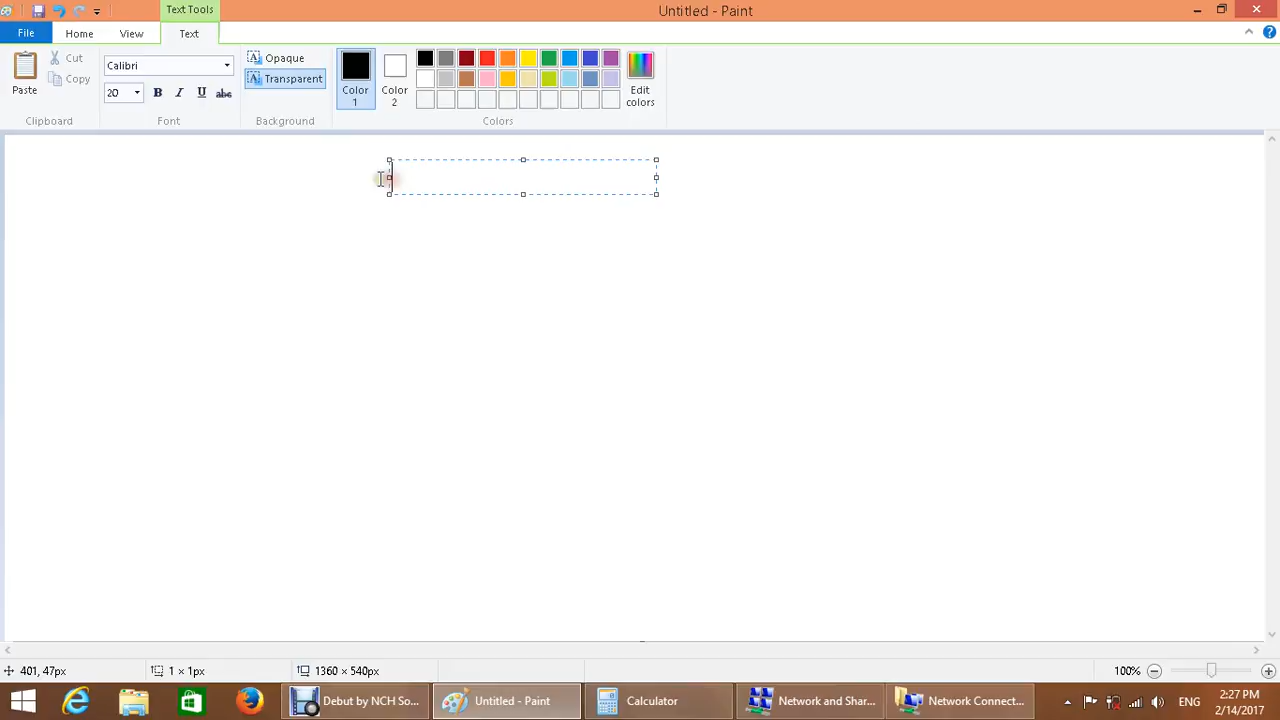 Text Tools
Untitled - Paint
File
Home
View
Text
Paste
Cut
Copy
Clipboard
Calibri
20
B I U abc
Font
Opaque
Transparent
Background
Color 1
Color 2
Edit colors
Colors
401, 47px
1 × 1px
1360 × 540px
100%
Debut by NCH So...
Untitled - Paint
Calculator
Network and Shar...
Network Connect...
ENG
2:27 PM
2/14/2017